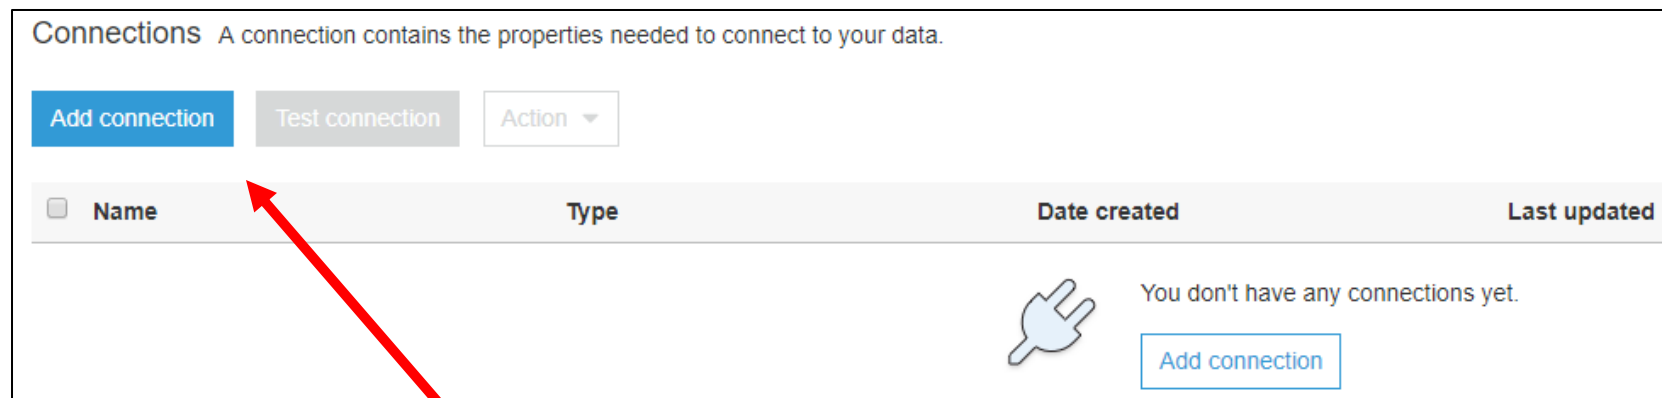 Connections A connection contains the properties needed to connect to your data.
Add connection Test connection Action
Name Type Date created Last updated
You don't have any connections yet.
Add connection